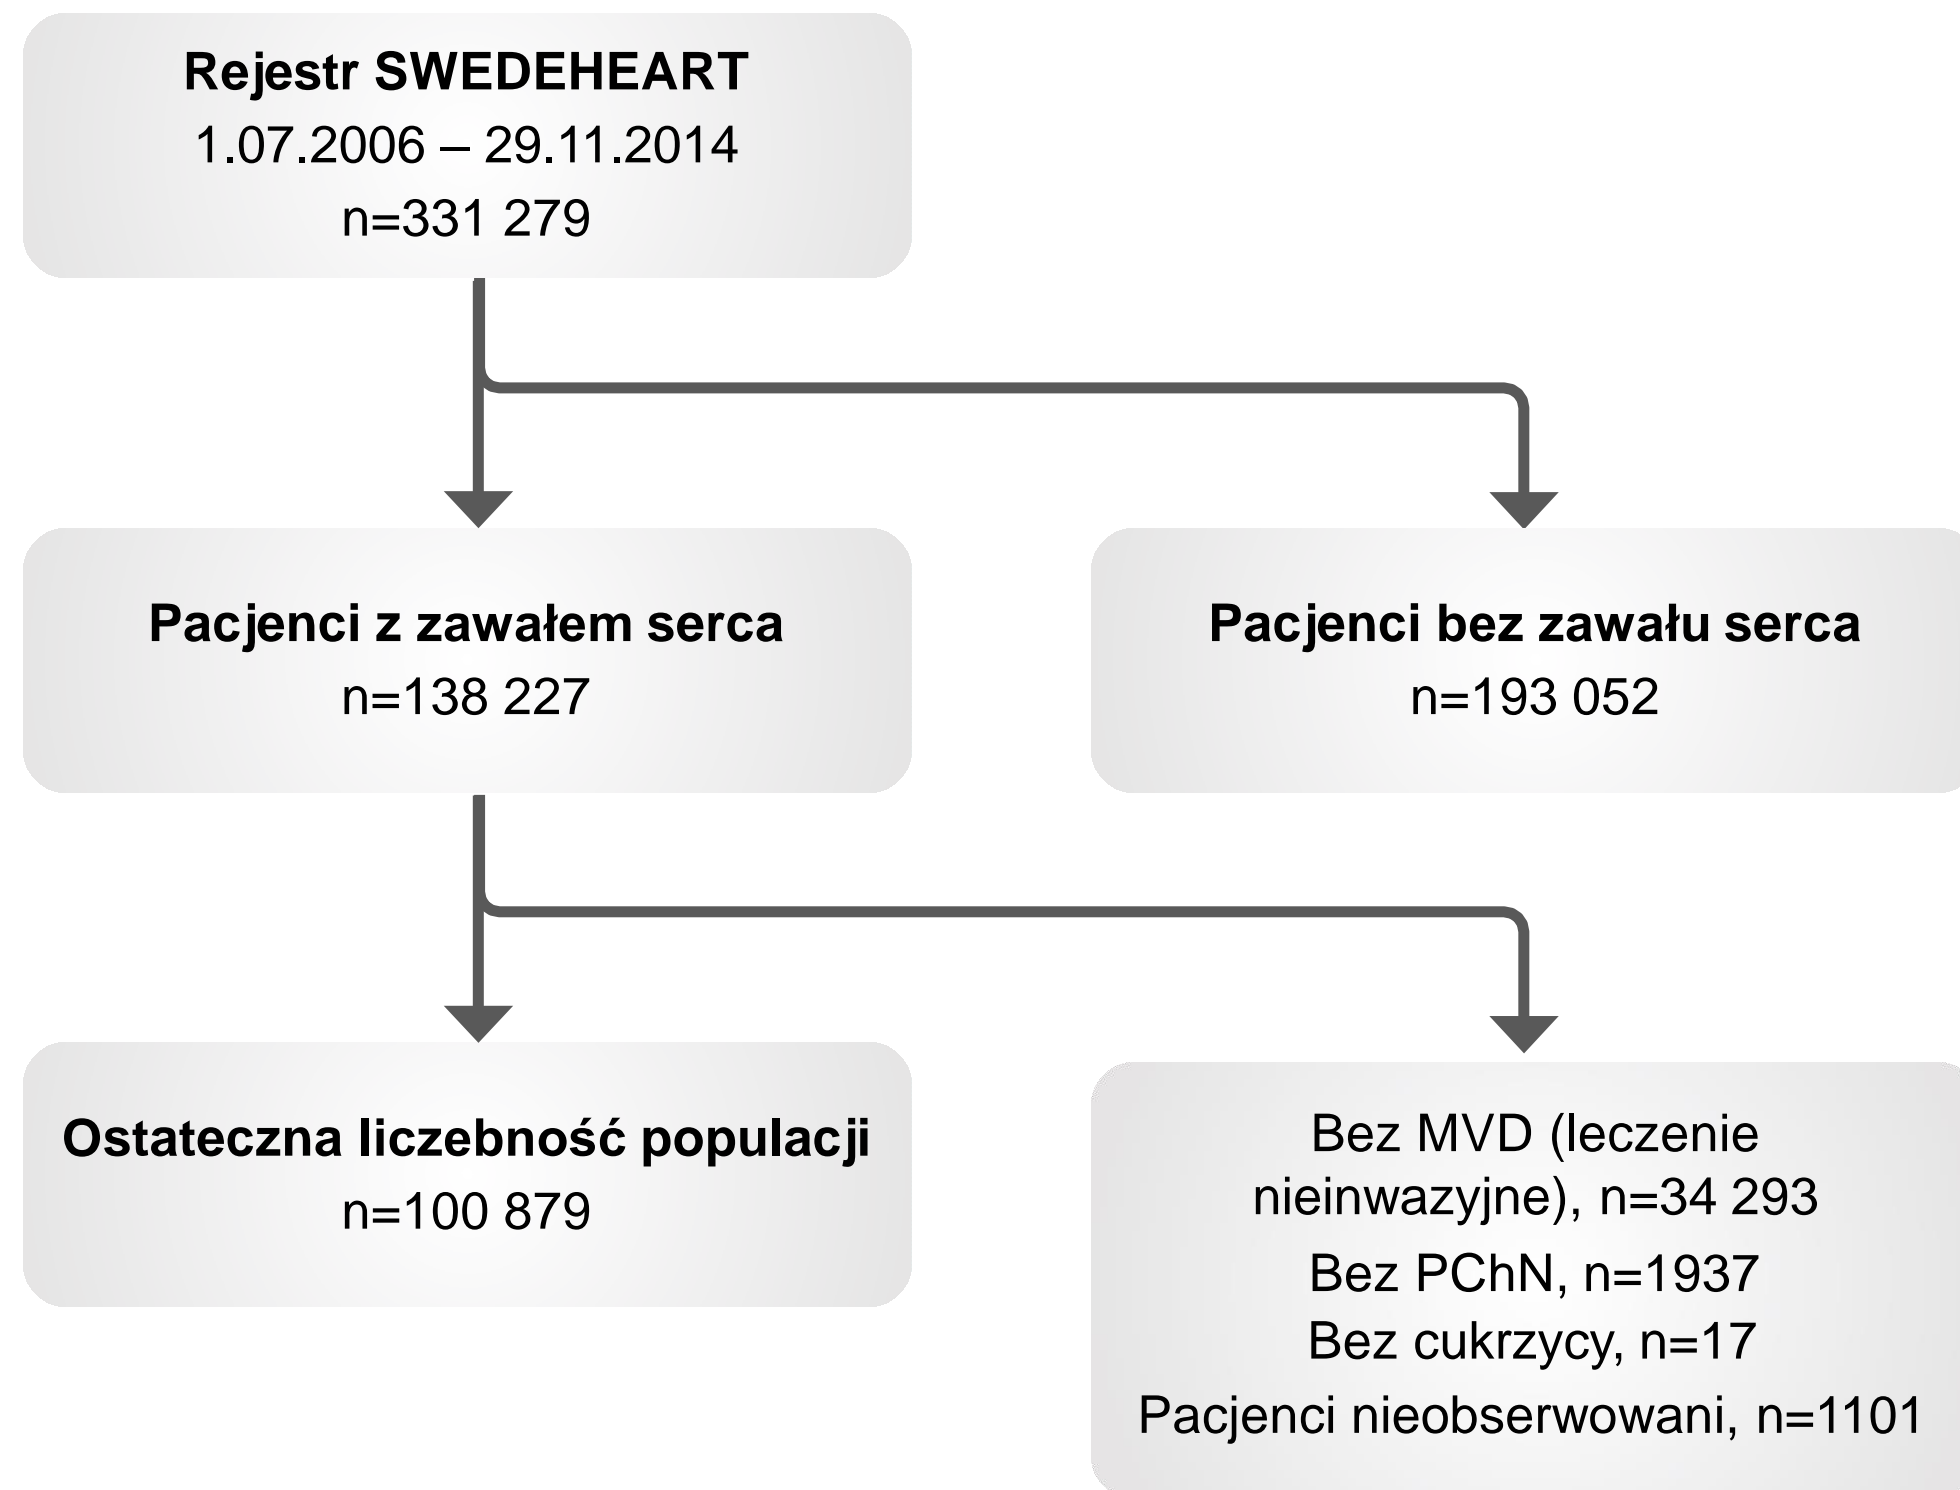 Rejestr SWEDEHEART
1.07.2006 – 29.11.2014
n=331 279
Pacjenci z zawałem serca
n=138 227
Pacjenci bez zawału serca
n=193 052
Ostateczna liczebność populacji
n=100 879
Bez MVD (leczenie
nieinwazyjne), n=34 293
Bez PChN, n=1937
Bez cukrzycy, n=17
Pacjenci nieobserwowani, n=1101